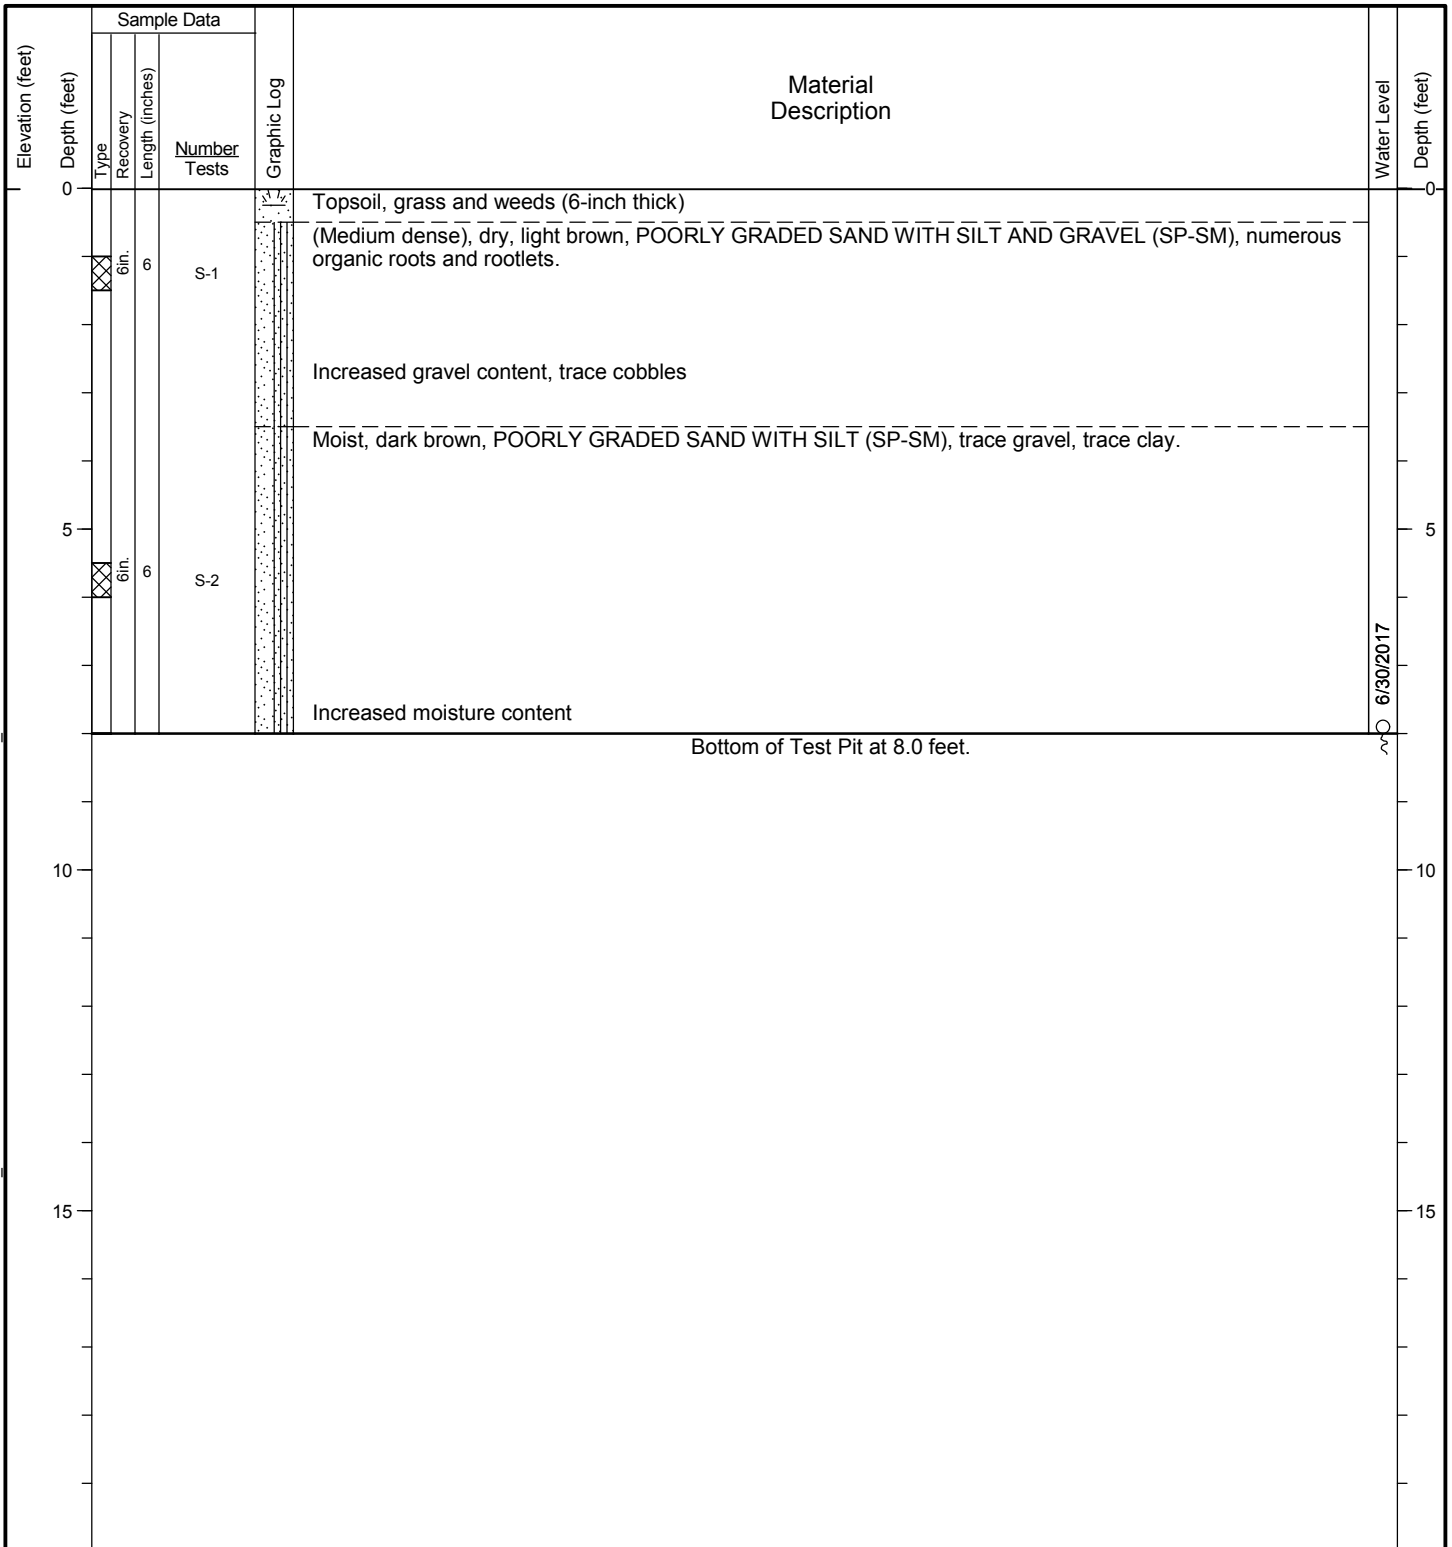 Sample Data
Elevation (feet)
Depth (feet)
Type
Recovery
Length (inches)
Number
Tests
Graphic Log
Material
Description
Water Level
Depth (feet)
0
0
Topsoil, grass and weeds (6-inch thick)
(Medium dense), dry, light brown, POORLY GRADED SAND WITH SILT AND GRAVEL (SP-SM), numerous
organic roots and rootlets.
6in.
6
S-1
Increased gravel content, trace cobbles
Moist, dark brown, POORLY GRADED SAND WITH SILT (SP-SM), trace gravel, trace clay.
5
5
6in.
6
S-2
6/30/2017
Increased moisture content
Bottom of Test Pit at 8.0 feet.
10
10
15
15